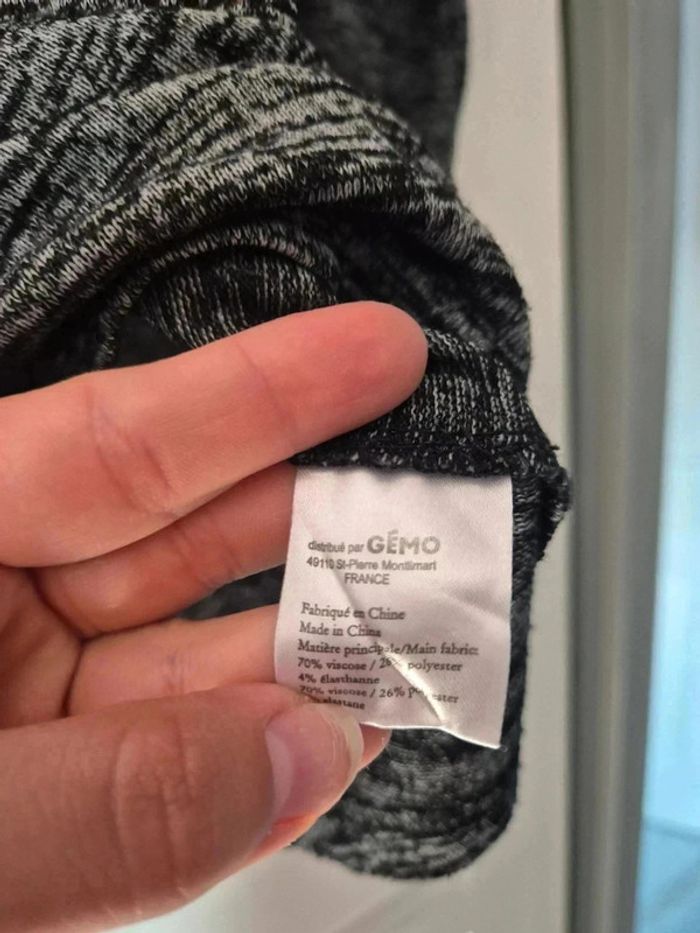 distribué par GÉMO
49110 St-Pierre Montlimart
FRANCE
Fabriqué en Chine
Made in China
Matière principale/Main fabric:
70% viscose / 26% polyester
4% élasthanne
70% viscose / 26%
elastane